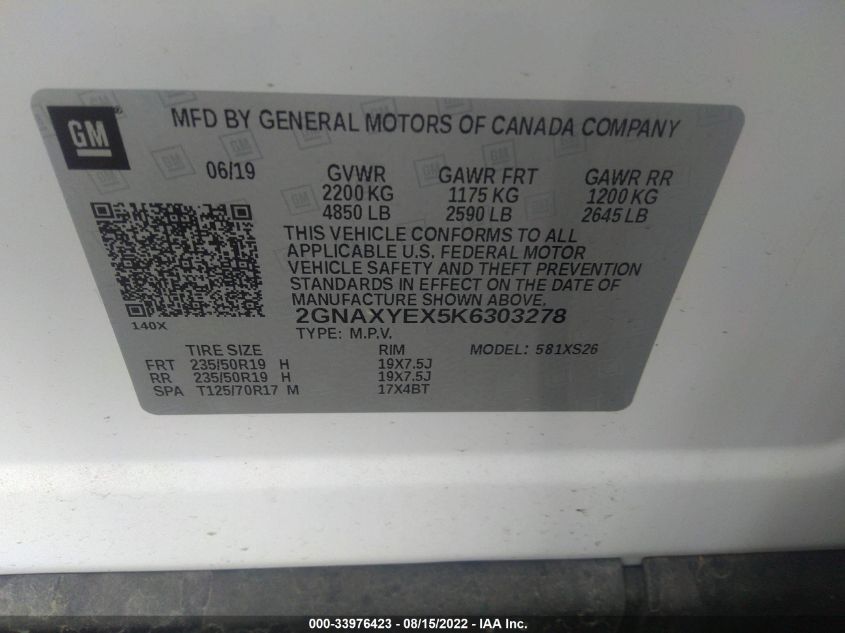 GM
MFD BY GENERAL MOTORS OF CANADA COMPANY
06/19 GVWR GAWR FRT GAWR RR
2200 KG 1175 KG 1200 KG
4850 LB 2590 LB 2645 LB
THIS VEHICLE CONFORMS TO ALL
APPLICABLE U.S. FEDERAL MOTOR
VEHICLE SAFETY AND THEFT PREVENTION
STANDARDS IN EFFECT ON THE DATE OF
MANUFACTURE SHOWN ABOVE.
2GNAXYEX5K6303278
140X
TYPE: M.P.V.
TIRE SIZE RIM MODEL: 581XS26
FRT 235/50R19 H 19X7.5J
RR 235/50R19 H 19X7.5J
SPA T125/70R17 M 17X4BT
000-33976423 - 08/15/2022 - IAA Inc.